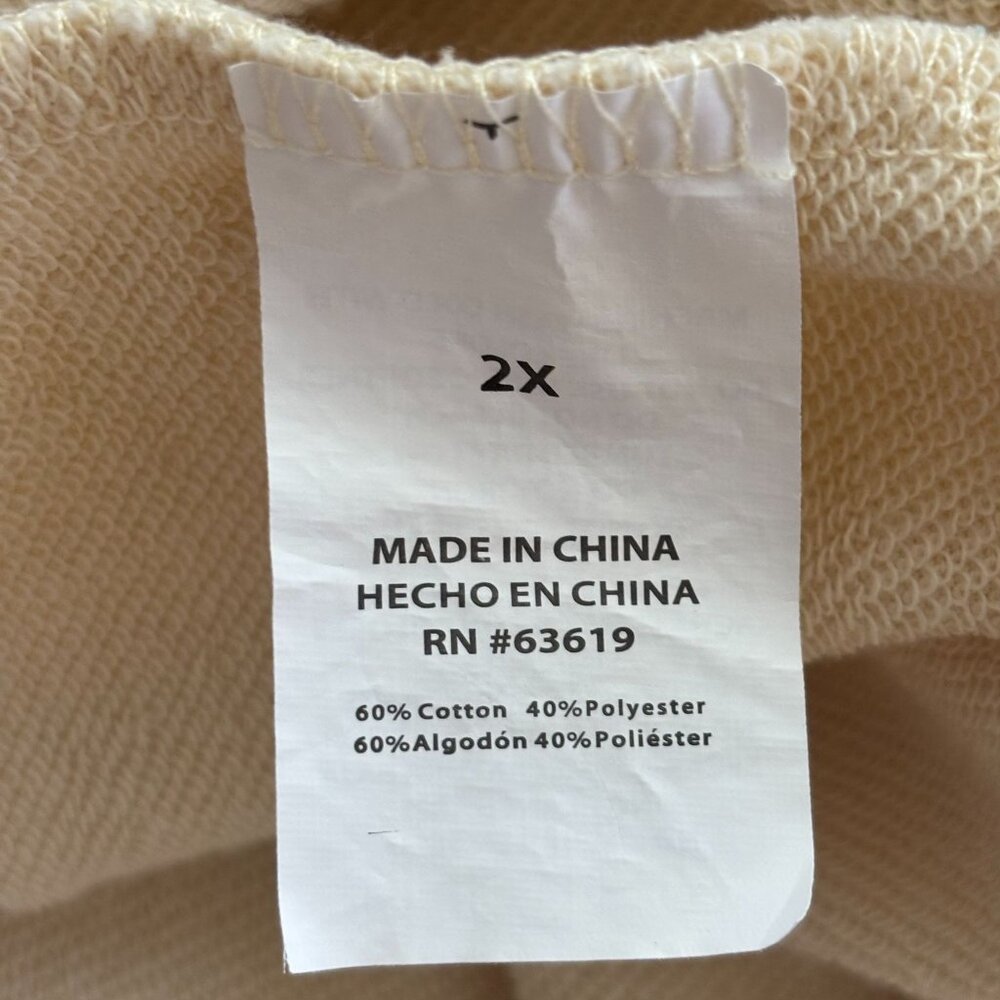 2X
MADE IN CHINA
HECHO EN CHINA
RN #63619
60% Cotton 40%Polyester
60%Algodón 40%Poliéster